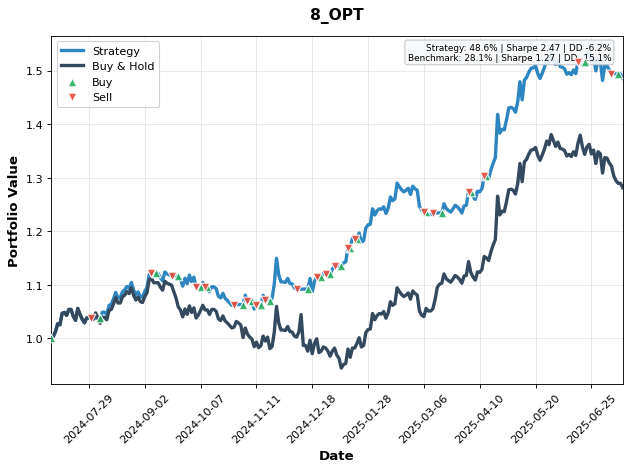 8_OPT
Strategy: 48.6% | Sharpe 2.47 | DD -6.2%
Benchmark: 28.1% | Sharpe 1.27 | DD -15.1%
Strategy
Buy & Hold
Buy
Sell
Portfolio Value
1.5
1.4
1.3
1.2
1.1
1.0
2024-07-29
2024-09-02
2024-10-07
2024-11-11
2024-12-18
2025-01-28
2025-03-06
2025-04-10
2025-05-20
2025-06-25
Date